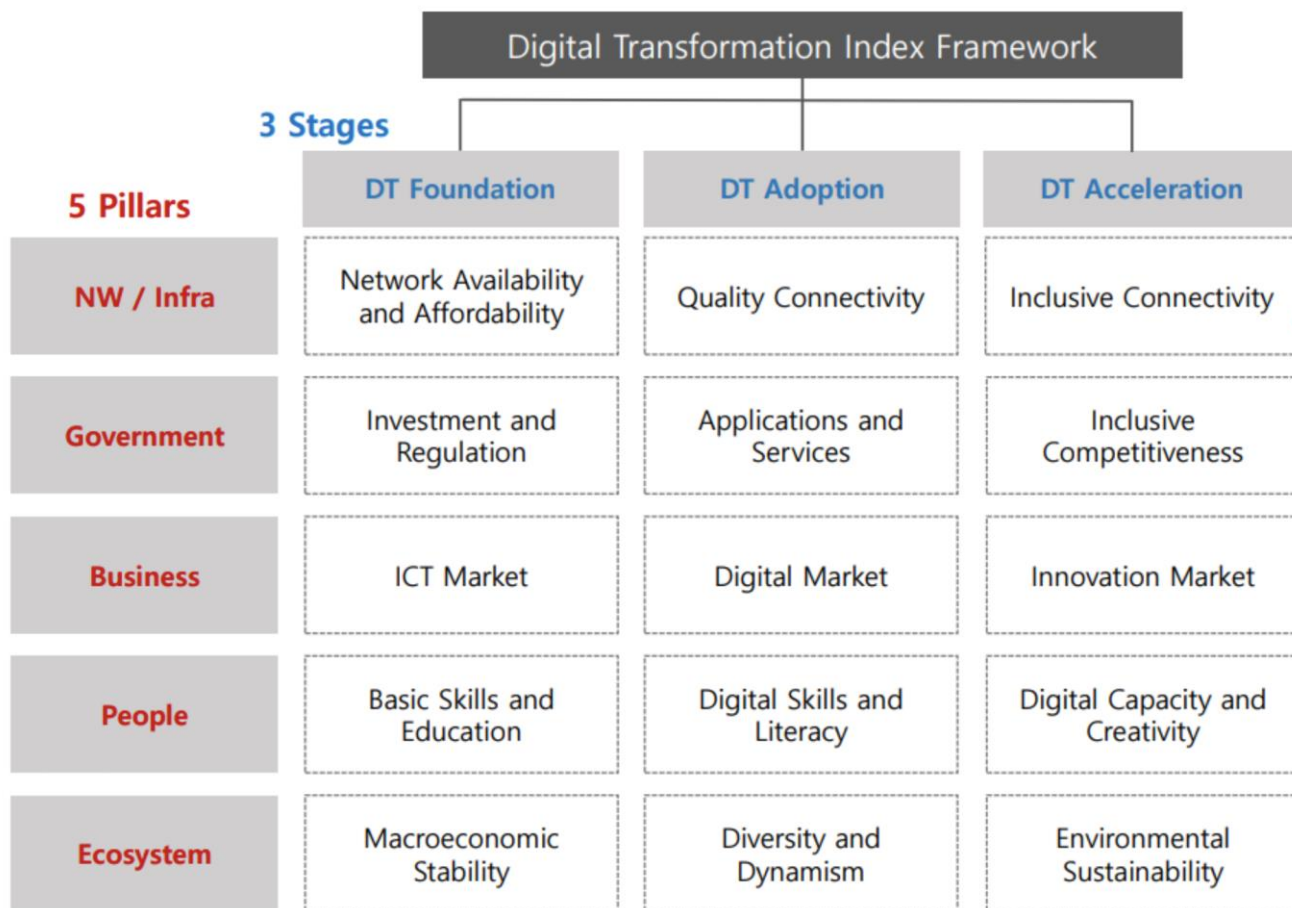 Digital Transformation Index Framework
3 Stages
5 Pillars
DT Foundation
DT Adoption
DT Acceleration
NW / Infra
Network Availability
and Affordability
Quality Connectivity
Inclusive Connectivity
Government
Investment and
Regulation
Applications and
Services
Inclusive
Competitiveness
Business
ICT Market
Digital Market
Innovation Market
People
Basic Skills and
Education
Digital Skills and
Literacy
Digital Capacity and
Creativity
Ecosystem
Macroeconomic
Stability
Diversity and
Dynamism
Environmental
Sustainability